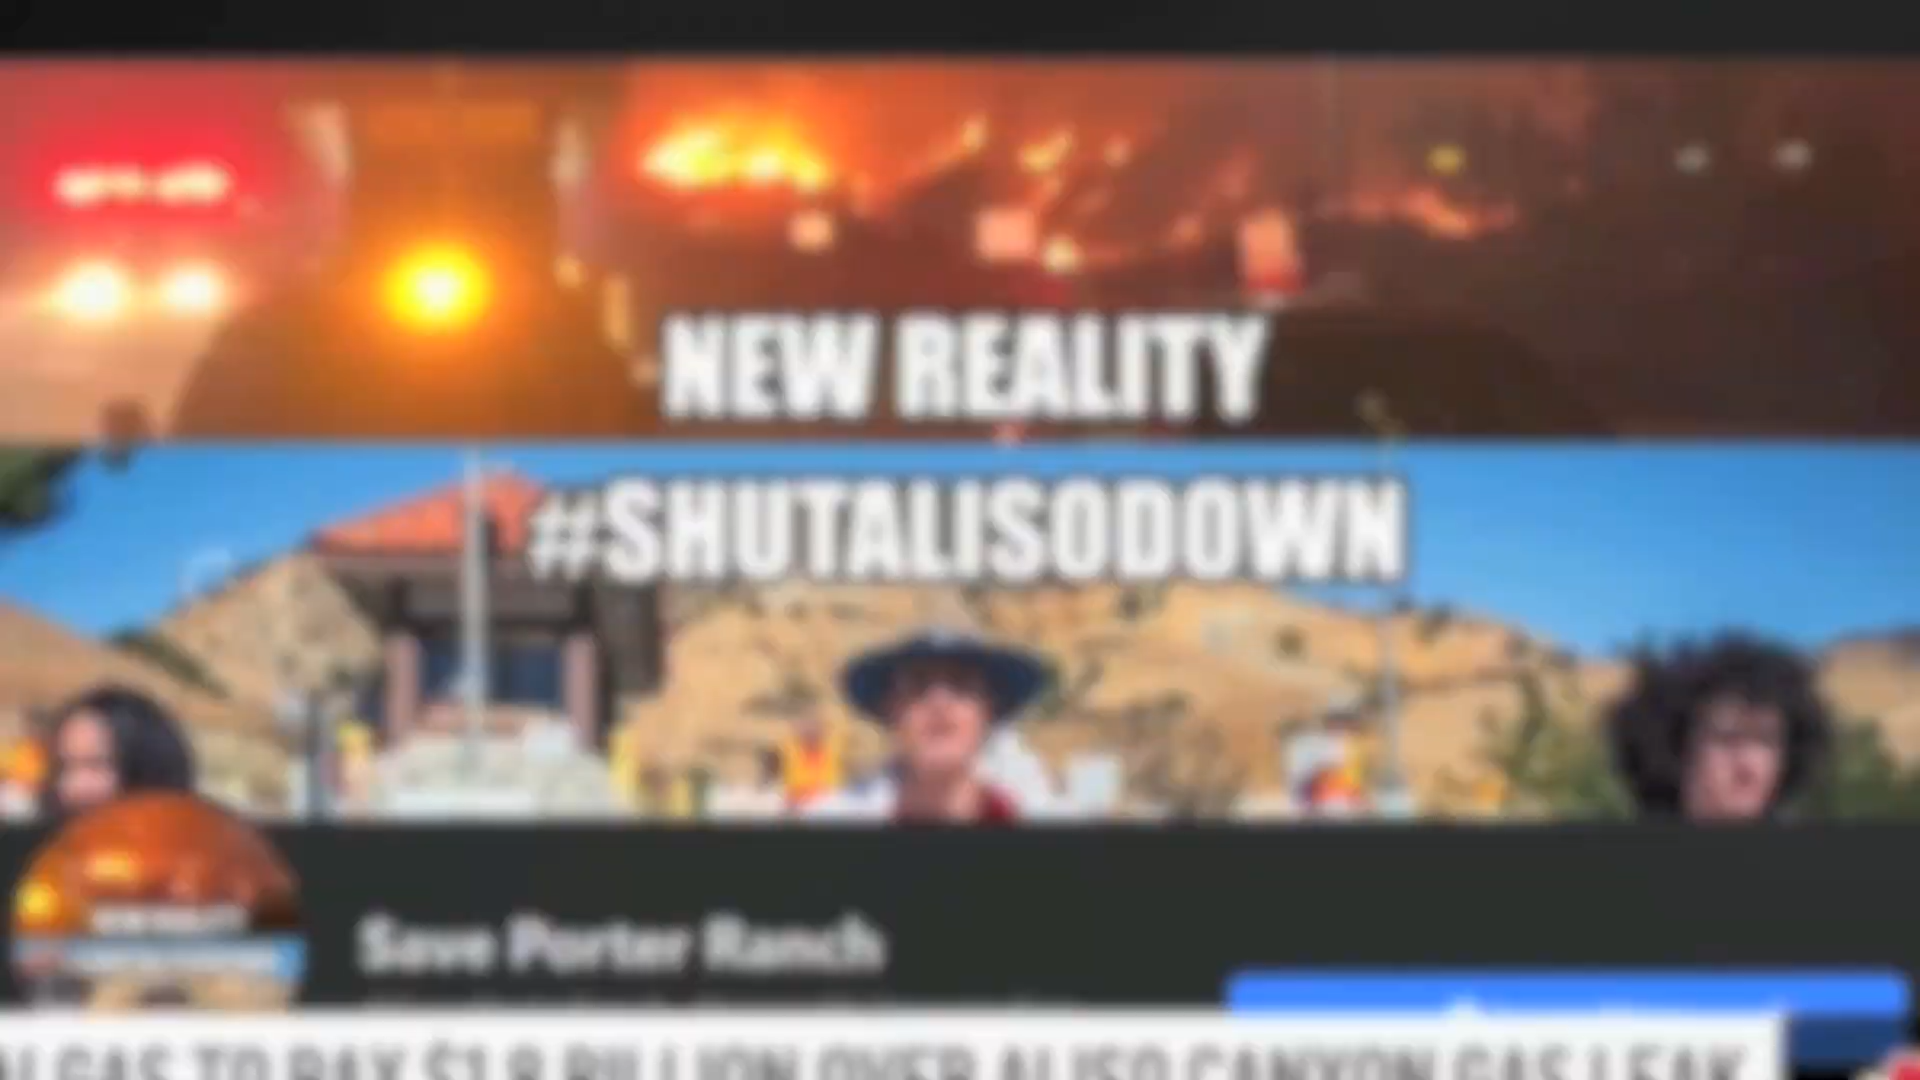 NEW REALITY
#SHUTALISODOWN
Save Porter Ranch
GAS TO PAY $1.8 BILLION OVER ALISO CANYON GAS LEAK